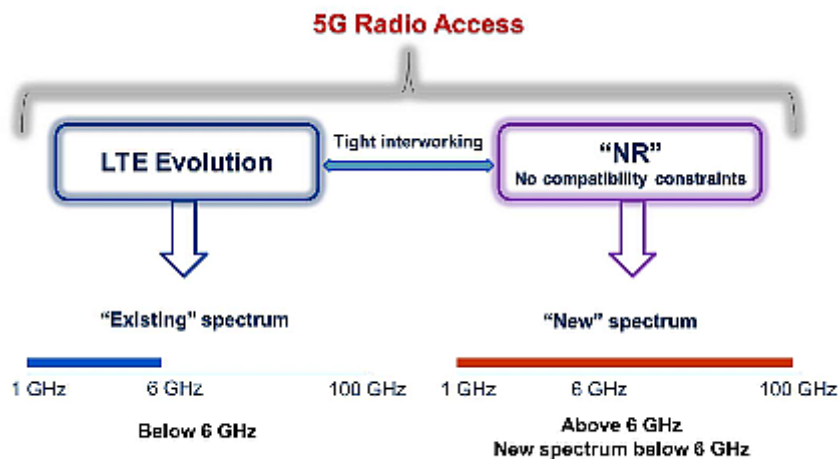 5G Radio Access
LTE Evolution
Tight interworking
“NR”
No compatibility constraints
“Existing” spectrum
“New” spectrum
1 GHz 6 GHz 100 GHz
1 GHz 6 GHz 100 GHz
Below 6 GHz
Above 6 GHz
New spectrum below 6 GHz